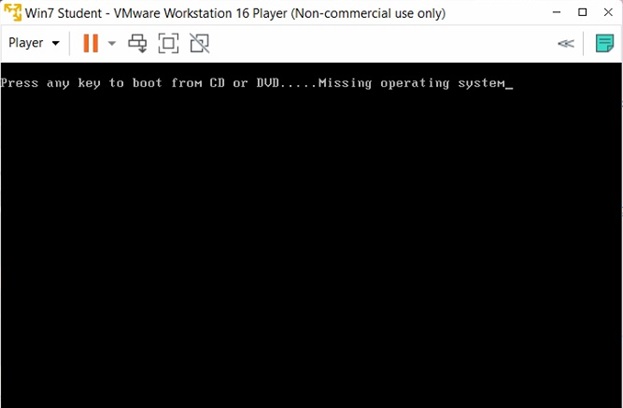 Win7 Student - VMware Workstation 16 Player (Non-commercial use only)
Player
Press any key to boot from CD or DVD.....Missing operating system_